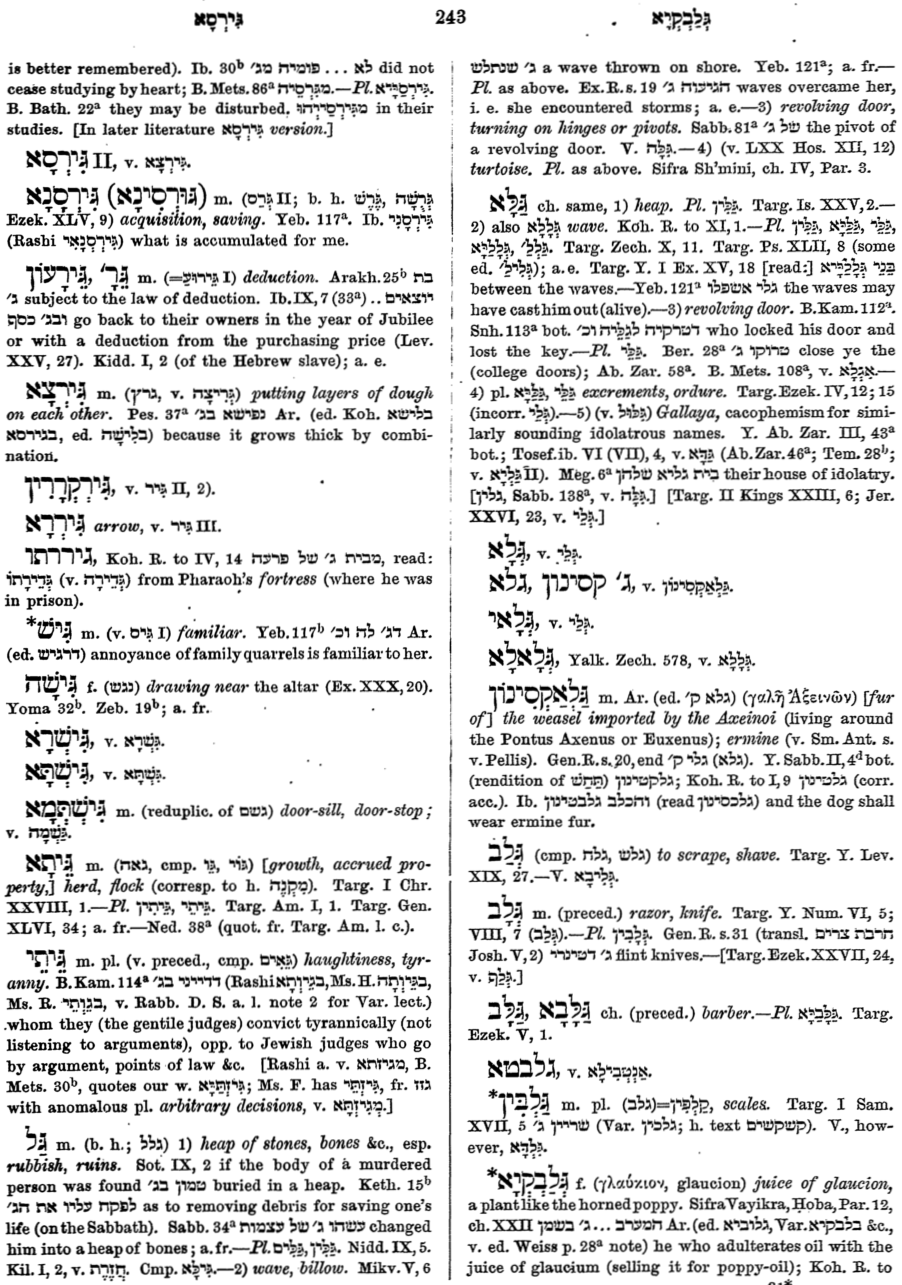 גִּירְסָא
243
גְּלַבְקְיָא
is better remembered). Ib. 30ᵇ לא ... פומיה מג׳ did not
cease studying by heart; B. Mets. 86ᵃ מִגִּרְסֵיה.—Pl. גִּירְסַיָּיא.
B. Bath. 22ᵃ they may be disturbed. מִגִּירְסַיְיהוּ in their
studies. [In later literature גִּירְסָא version.]
גִּירְסָא II, v. גִּירְצָא.
גִּירְסָנָא (גּוּרְסִינָא) m. (גְּרַס II; b. h. גֶּרֶשׁ, גְּרֻשָׁה
Ezek. XLV, 9) acquisition, saving. Yeb. 117ᵃ. Ib. גִּירְסָנִי
(Rashi גִּירְסְנָאִי) what is accumulated for me.
גֵּירָעוֹן, גֵּר׳ m. (=גֵּירוּעַ I) deduction. Arakh. 25ᵇ בת
ג׳ subject to the law of deduction. Ib. IX, 7 (33ᵃ) .. יוצאים
ובג׳ כסף go back to their owners in the year of Jubilee
or with a deduction from the purchasing price (Lev.
XXV, 27). Kidd. I, 2 (of the Hebrew slave); a. e.
גִּירְצָא m. (גרץ, v. גְּרִיצָה) putting layers of dough
on each other. Pes. 37ᵃ נפישא בג׳ Ar. (ed. Koh. בלישא
בגירסא, ed. בְּלִישָׁה) because it grows thick by combi-
nation.
גִּירְקְרָרִין, v. גִּיר II, 2).
גִּירְרָא arrow, v. גִּיר III.
גיררתו, Koh. R. to IV, 14 מבית ג׳ של פרעה, read:
גְּדֵירָתוֹ (v. גְּדֵירָה) from Pharaoh's fortress (where he was
in prison).
*גִּישׁ m. (v. גִּיס I) familiar. Yeb. 117ᵇ דג׳ לה וכ׳ Ar.
(ed. דרגיש) annoyance of family quarrels is familiar to her.
גִּישָׁה f. (נגש) drawing near the altar (Ex. XXX, 20).
Yoma 32ᵇ. Zeb. 19ᵇ; a. fr.
גִּישְׁרָא, v. גִּשְׁרָא.
גִּישְׁתָּא, v. גִּשְׁתָּא.
גִּישְׁתְּמָא m. (reduplic. of גשם) door-sill, door-stop;
v. גִּשְׁמָה.
גֵּיתָא m. (גאה, cmp. גּוֹי, גֵּו) [growth, accrued pro-
perty,] herd, flock (corresp. to h. מִקְנֶה). Targ. I Chr.
XXVIII, 1.—Pl. גֵּיתִין, גֵּיתֵי. Targ. Am. I, 1. Targ. Gen.
XLVI, 34; a. fr.—Ned. 38ᵃ (quot. fr. Targ. Am. l. c.).
גֵּיתֵי m. pl. (v. preced., cmp. גֵּאִים) haughtiness, tyr-
anny. B. Kam. 114ᵃ דדייני בג׳ (Rashi בגיותא, Ms. H.
Ms. R. בגותי, v. Rabb. D. S. a. l. note 2 for Var. lect.)
whom they (the gentile judges) convict tyrannically (not
listening to arguments), opp. to Jewish judges who go
by argument, points of law &c. [Rashi a. v. מגיזתא, B.
Mets. 30ᵇ, quotes our w. גִּיזְתַּיָּא; Ms. F. has גִּיזְתֵי, fr. גזז
with anomalous pl. arbitrary decisions, v. מְגִיזְתָּא.]
גַּל m. (b. h.; גלל) 1) heap of stones, bones &c., esp.
rubbish, ruins. Sot. IX, 2 if the body of a murdered
person was found טמון בג׳ buried in a heap. Keth. 15ᵇ
לפקח עליו את הג׳ as to removing debris for saving one's
life (on the Sabbath). Sabb. 34ᵃ עשהו ג׳ של עצמות changed
him into a heap of bones; a. fr.—Pl. גַּלִּים, גַּלִּין. Nidd. IX, 5.
Kil. I, 2, v. חֲזֶרֶת. Cmp. גַּלְיָא.—2) wave, billow. Mikv. V, 6
ג׳ שנתלש a wave thrown on shore. Yeb. 121ᵃ; a. fr.—
Pl. as above. Ex. R. s. 19 הגיעוה ג׳ waves overcame her,
i. e. she encountered storms; a. e.—3) revolving door,
turning on hinges or pivots. Sabb. 81ᵃ של ג׳ the pivot of
a revolving door. V. גַּלָּה.—4) (v. LXX Hos. XII, 12)
turtoise. Pl. as above. Sifra Sh'mini, ch. IV, Par. 3.
גַּלָּא ch. same, 1) heap. Pl. גַּלִּין. Targ. Is. XXV, 2.—
2) also גַּלְלָא wave. Koh. R. to XI, 1.—Pl. גַּלִּין, גַּלַּיָּא, גַּלֵּי,
גַּלְלֵי, גַּלְלַיָּא. Targ. Zech. X, 11. Targ. Ps. XLII, 8 (some
ed. גְּלִילֵי); a. e. Targ. Y. I Ex. XV, 18 [read:] בֵּנֵי גַּלְלַיָּא
between the waves.—Yeb. 121ᵃ גלי אשפלו the waves may
have cast him out (alive).—3) revolving door. B. Kam. 112ᵃ.
Snh. 113ᵃ bot. דטרקיה לגליה וכ׳ who locked his door and
lost the key.—Pl. גַּלֵּי. Ber. 28ᵃ טרוקו ג׳ close ye the
(college doors); Ab. Zar. 58ᵃ. B. Mets. 108ᵃ, v. אַגְלָא.—
4) pl. גַּלֵּי, גַּלַּיָּא excrements, ordure. Targ. Ezek. IV, 12; 15
(incorr. גִּלֵּי).—5) (v. גִּלּוּל) Gallaya, cacophemism for simi-
larly sounding idolatrous names. Y. Ab. Zar. III, 43ᵃ
bot.; Tosef. ib. VI (VII), 4, v. גַּדָּא (Ab. Zar. 46ᵃ; Tem. 28ᵇ;
v. גַּלְיָא II). Meg. 6ᵃ בית גליא שלהן their house of idolatry.
[גלין, Sabb. 138ᵃ, v. גַּלָּה.] [Targ. II Kings XXIII, 6; Jer.
XXVI, 23, v. גַּלֵּי.]
גְּלָא, v. גְּלֵי.
גלא, ג׳ קסינון, v. גַּלַאקְסִינוֹן.
גְּלָאי, v. גְּלֵי.
גְּלָאלָא, Yalk. Zech. 578, v. גְּלָלָא.
גַּלַאקְסִינוֹן m. Ar. (ed. גלא ק׳) (γαλῆ Ἀξεινῶν) [fur
of] the weasel imported by the Axeinoi (living around
the Pontus Axenus or Euxenus); ermine (v. Sm. Ant. s.
v. Pellis). Gen. R. s. 20, end גלי ק׳ (גלא). Y. Sabb. II, 4ᵈ bot.
(rendition of תַּחַשׁ) גלקטינון; Koh. R. to I, 9 גלטינון (corr.
acc.). Ib. והכלב גלבטינון (read גלכסינון) and the dog shall
wear ermine fur.
גְּלַב (cmp. גלש, גלח) to scrape, shave. Targ. Y. Lev.
XIX, 27.—V. גְּלִיבָא.
גְּלָב m. (preced.) razor, knife. Targ. Y. Num. VI, 5;
VIII, 7 (גלב).—Pl. גְּלָבִין. Gen. R. s. 31 (transl. חרבת צרים
Josh. V, 2) ג׳ דטינרי flint knives.—[Targ. Ezek. XXVII, 24,
v. גְּלַף.]
גַּלָּב, גַּלָּבָא ch. (preced.) barber.—Pl. גַּלָּבַיָּא. Targ.
Ezek. V, 1.
גלבטא, v. אַנְטְבִילָא.
*גַּלְבִּין m. pl. (גלב)=קַלְפִּין, scales. Targ. I Sam.
XVII, 5 שריין ג׳ (Var. גלכין; h. text קשקשים). V., how-
ever, גִּלְדָּא.
*גְּלַבְקְיָא f. (γλαύκιον, glaucion) juice of glaucion,
a plant like the horned poppy. Sifra Vayikra, Ḥoba, Par. 12,
ch. XXII המערב ...ג׳ בשמן Ar. (ed. גלוביא, Var. בלבקיא &c.,
v. ed. Weiss p. 28ᵃ note) he who adulterates oil with the
juice of glaucium (selling it for poppy-oil); Koh. R. to